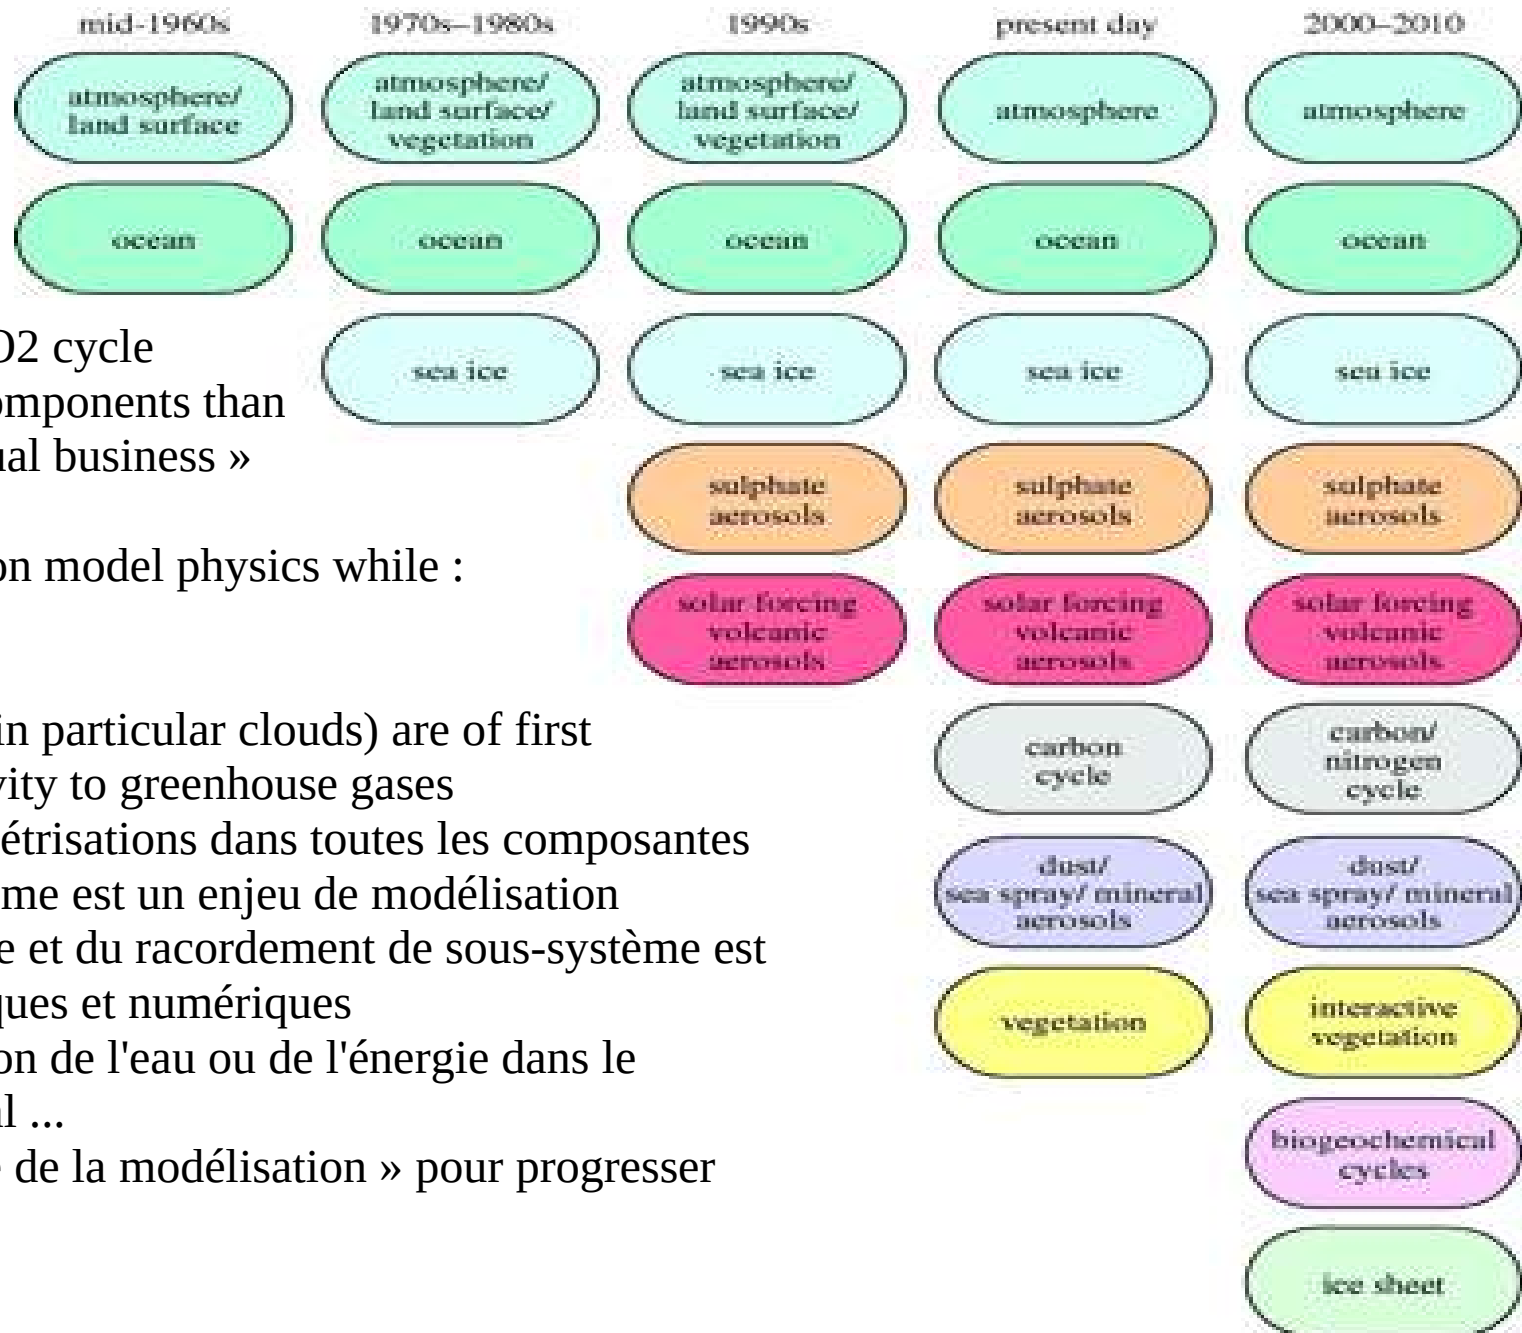 mid-1960s
1970s–1980s
1990s
present day
2000–2010
atmosphere/
land surface
atmosphere/
land surface/
vegetation
atmosphere/
land surface/
vegetation
atmosphere
atmosphere
ocean
ocean
ocean
ocean
ocean
sea ice
sea ice
sea ice
sea ice
sulphate
aerosols
sulphate
aerosols
sulphate
aerosols
solar forcing
volcanic
aerosols
solar forcing
volcanic
aerosols
solar forcing
volcanic
aerosols
carbon
cycle
carbon/
nitrogen
cycle
dust/
sea spray/ mineral
aerosols
dust/
sea spray/ mineral
aerosols
vegetation
interactive
vegetation
biogeochemical
cycles
ice sheet
O2 cycle
omponents than
ual business »
on model physics while :
in particular clouds) are of first
vity to greenhouse gases
étrisations dans toutes les composantes
me est un enjeu de modélisation
e et du racordement de sous-système est
ques et numériques
on de l'eau ou de l'énergie dans le
al ...
de la modélisation » pour progresser